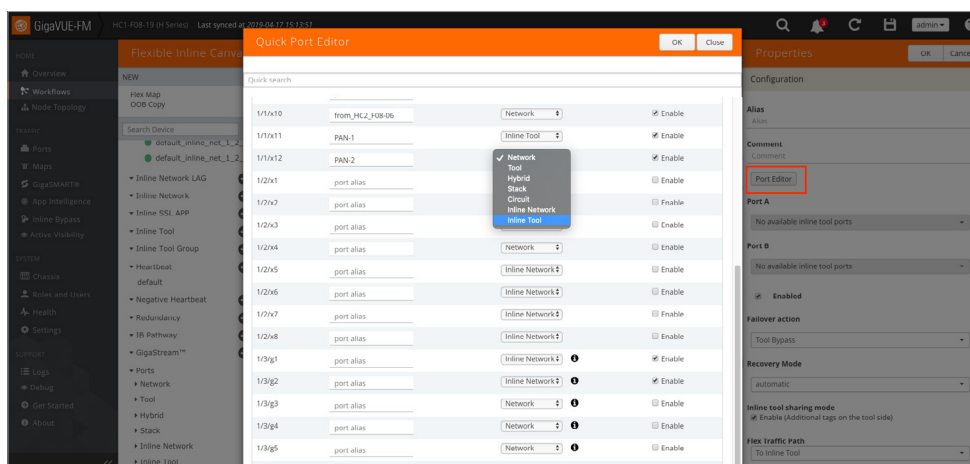 GigaVUE-FM
HC1-F08-19 (H Series) Last synced at 2019-04-17 15:13:51
admin
HOME
Overview
Workflows
Node Topology
TRAFFIC
Ports
Maps
GigaSMART®
App Intelligence
Inline Bypass
Active Visibility
SYSTEM
Chassis
Roles and Users
Health
Settings
SUPPORT
Logs
Debug
Get Started
About
Flexible Inline Canva
NEW
Flex Map
OOB Copy
Search Device
default_inline_net_1_2
default_inline_net_1_2_
Inline Network LAG
Inline Network
Inline SSL APP
Inline Tool
Inline Tool Group
Heartbeat
default
Negative Heartbeat
Redundancy
IB Pathway
GigaStream™
Ports
Network
Tool
Hybrid
Stack
Inline Network
Inline Tool
Quick Port Editor
OK Close
Quick search
1/1/x10 from_HC2_F08-06 Network Enable
1/1/x11 PAN-1 Inline Tool Enable
1/1/x12 PAN-2 Enable
Network
Tool
Hybrid
Stack
Circuit
Inline Network
Inline Tool
1/2/x1 port alias Enable
1/2/x2 port alias Enable
1/2/x3 port alias Enable
1/2/x4 port alias Network Enable
1/2/x5 port alias Inline Network Enable
1/2/x6 port alias Inline Network Enable
1/2/x7 port alias Inline Network Enable
1/2/x8 port alias Inline Network Enable
1/3/g1 port alias Inline Network Enable
1/3/g2 port alias Inline Network Enable
1/3/g3 port alias Network Enable
1/3/g4 port alias Network Enable
1/3/g5 port alias Network Enable
Properties
OK Cance
Configuration
Alias
Alias
Comment
Comment
Port Editor
Port A
No available inline tool ports
Port B
No available inline tool ports
Enabled
Failover action
Tool Bypass
Recovery Mode
automatic
Inline tool sharing mode
Enable (Additional tags on the tool side)
Flex Traffic Path
To Inline Tool